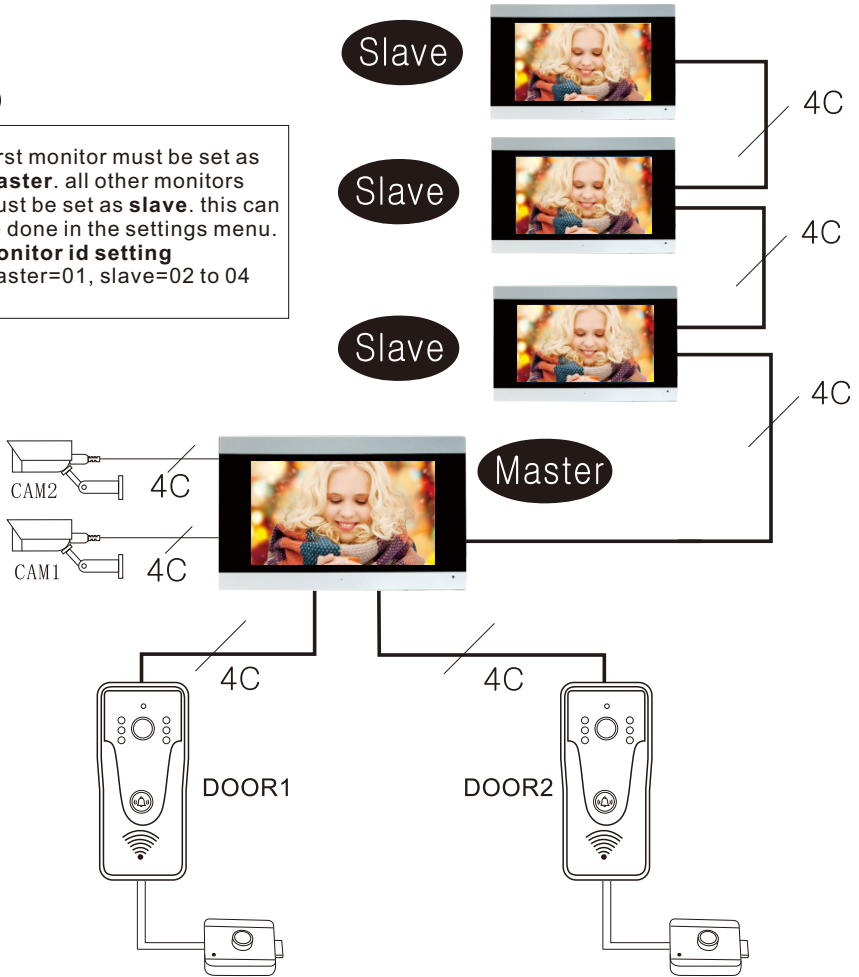 Slave
4C
rst monitor must be set as
aster. all other monitors
ust be set as slave. this can
e done in the settings menu.
onitor id setting
aster=01, slave=02 to 04
Slave
4C
Slave
4C
Master
CAM2
4C
CAM1
4C
4C
4C
DOOR1
DOOR2